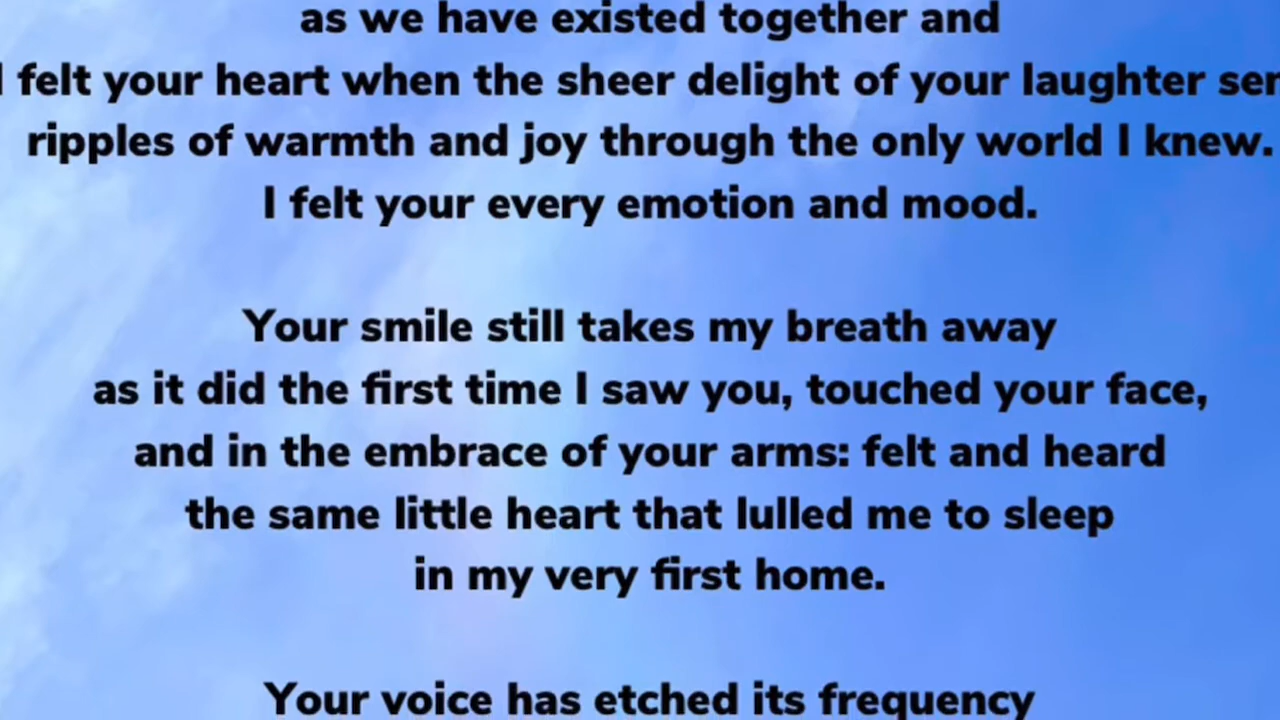 as we have existed together and
felt your heart when the sheer delight of your laughter
ripples of warmth and joy through the only world I knew.
I felt your every emotion and mood.
Your smile still takes my breath away
as it did the first time I saw you, touched your face,
and in the embrace of your arms: felt and heard
the same little heart that lulled me to sleep
in my very first home.
Your voice has etched its frequency